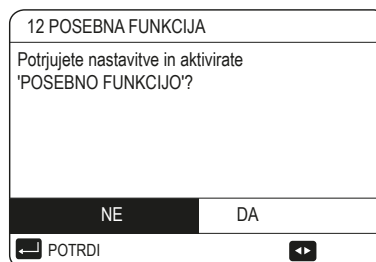 12 POSEBNA FUNKCIJA
Potrjujete nastavitve in aktivirate
'POSEBNO FUNKCIJO'?
NE DA
POTRDI